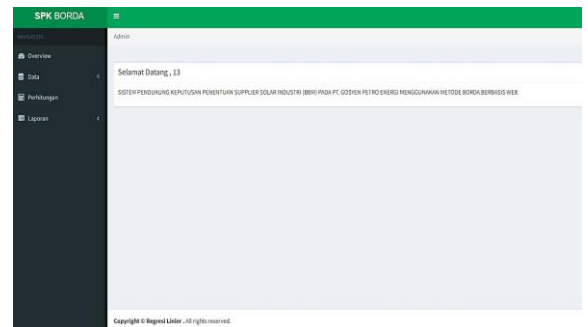 SPK BORDA
NAVIGATION
Admin
Overview
Data
Perhitungan
Laporan
Selamat Datang , 13
SISTEM PENDUKUNG KEPUTUSAN PENENTUAN SUPPLIER SOLAR INDUSTRI (BBM) PADA PT. GOSYEN PETRO ENERGI MENGGUNAKAN METODE BORDA BERBASIS WEB
Copyright © Regresi Linier . All rights reserved.